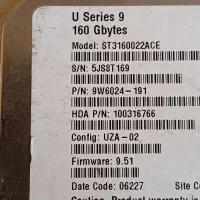 U Series 9
160 Gbytes
Model: ST3160022ACE
S/N: 5JS8T169
P/N: 9W6024-191
HDA P/N: 100316766
Config: UZA-02
Firmware: 9.51
Date Code: 06227 Site Co
Product warranty is